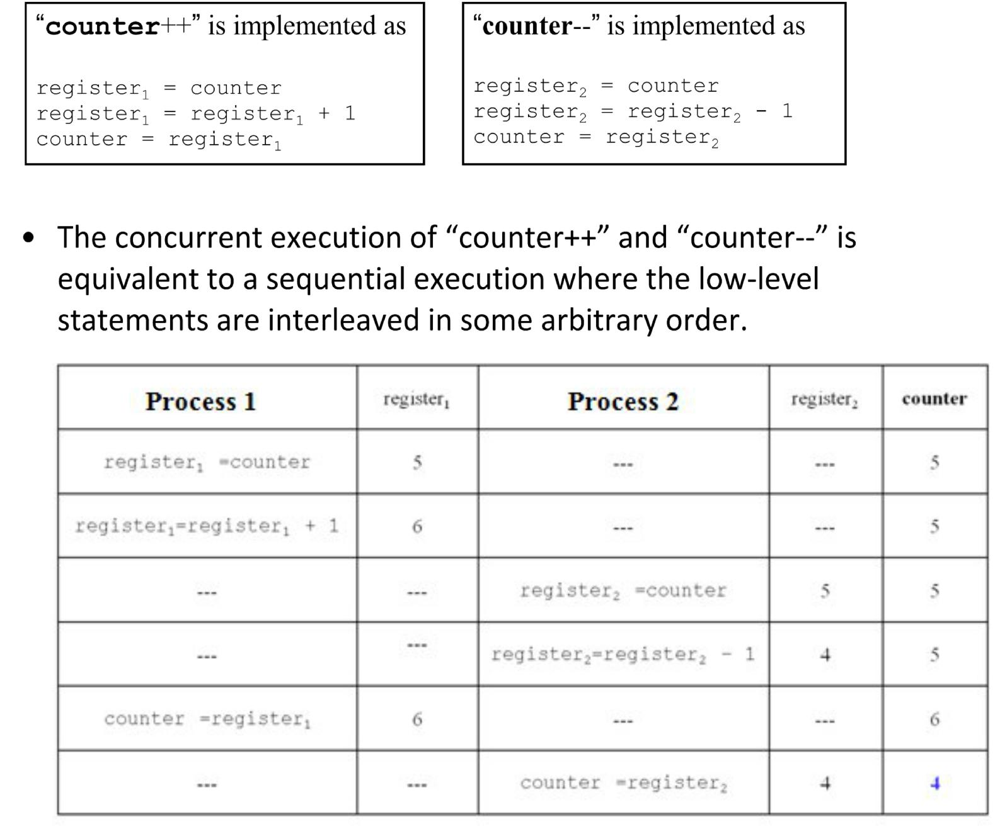 “counter++” is implemented as
register₁ = counter
register₁ = register₁ + 1
counter = register₁
“counter--” is implemented as
register₂ = counter
register₂ = register₂ - 1
counter = register₂
• The concurrent execution of “counter++” and “counter--” is
equivalent to a sequential execution where the low-level
statements are interleaved in some arbitrary order.
Process 1 register₁ Process 2 register₂ counter
register₁ =counter 5 --- --- 5
register₁=register₁ + 1 6 --- --- 5
--- --- register₂ =counter 5 5
--- --- register₂=register₂ - 1 4 5
counter =register₁ 6 --- --- 6
--- --- counter =register₂ 4 4